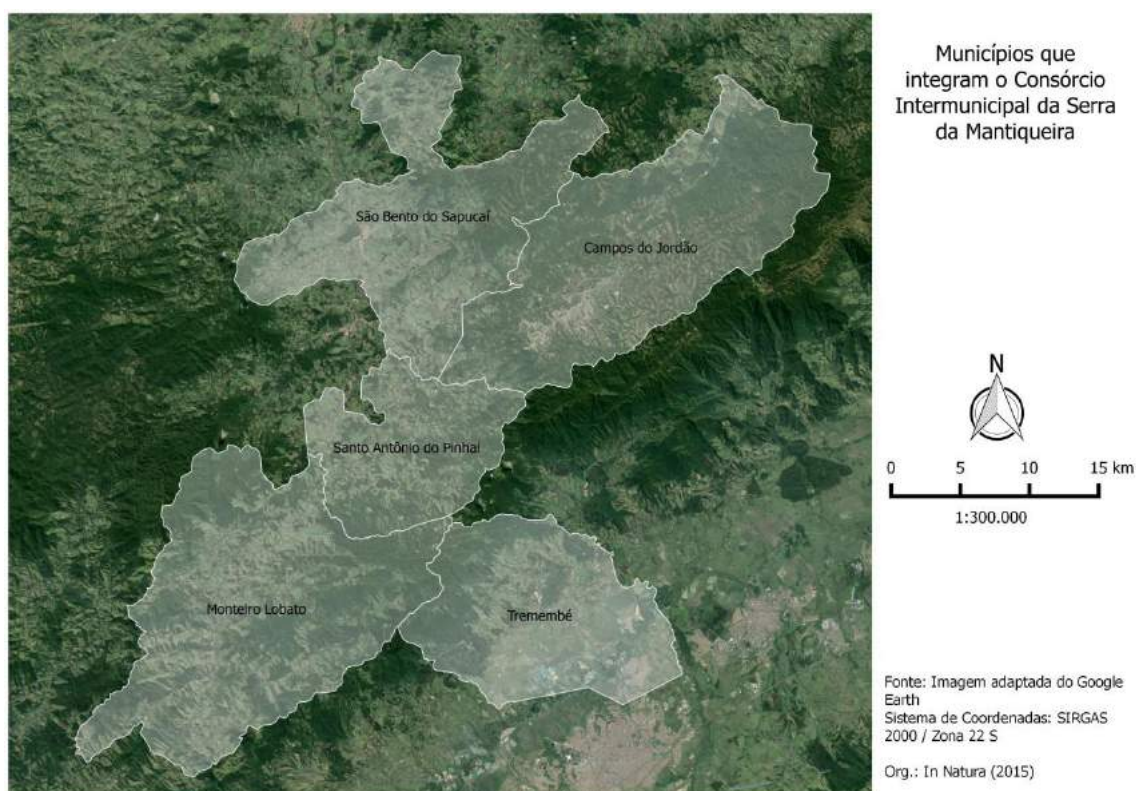 Municípios que
integram o Consórcio
Intermunicipal da Serra
da Mantiqueira
São Bento do Sapucaí
Campos do Jordão
Santo Antônio do Pinhal
Monteiro Lobato
Tremembé
N
0 5 10 15 km
1:300.000
Fonte: Imagem adaptada do Google
Earth
Sistema de Coordenadas: SIRGAS
2000 / Zona 22 S
Org.: In Natura (2015)